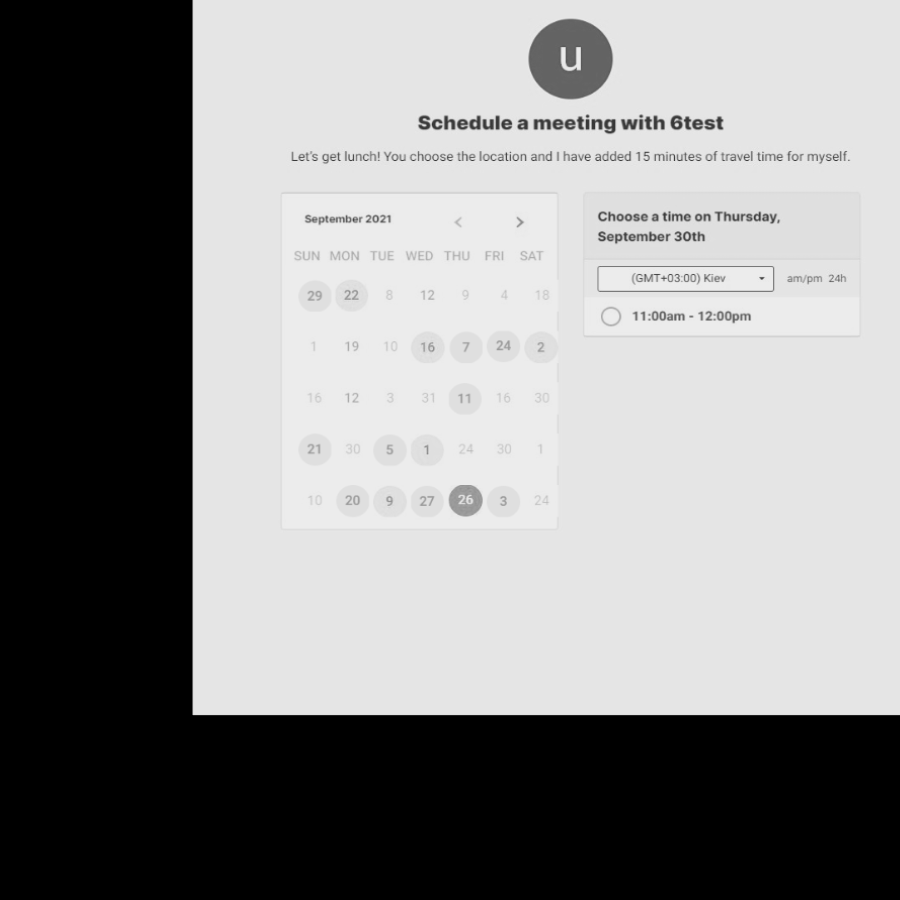 u
Schedule a meeting with 6test
Let's get lunch! You choose the location and I have added 15 minutes of travel time for myself.
September 2021 < >
SUN MON TUE WED THU FRI SAT
29 22 8 12 9 4 18
1 19 10 16 7 24 2
16 12 3 31 11 16 30
21 30 5 1 24 30 1
10 20 9 27 26 3 24
Choose a time on Thursday,
September 30th
(GMT+03:00) Kiev am/pm 24h
11:00am - 12:00pm